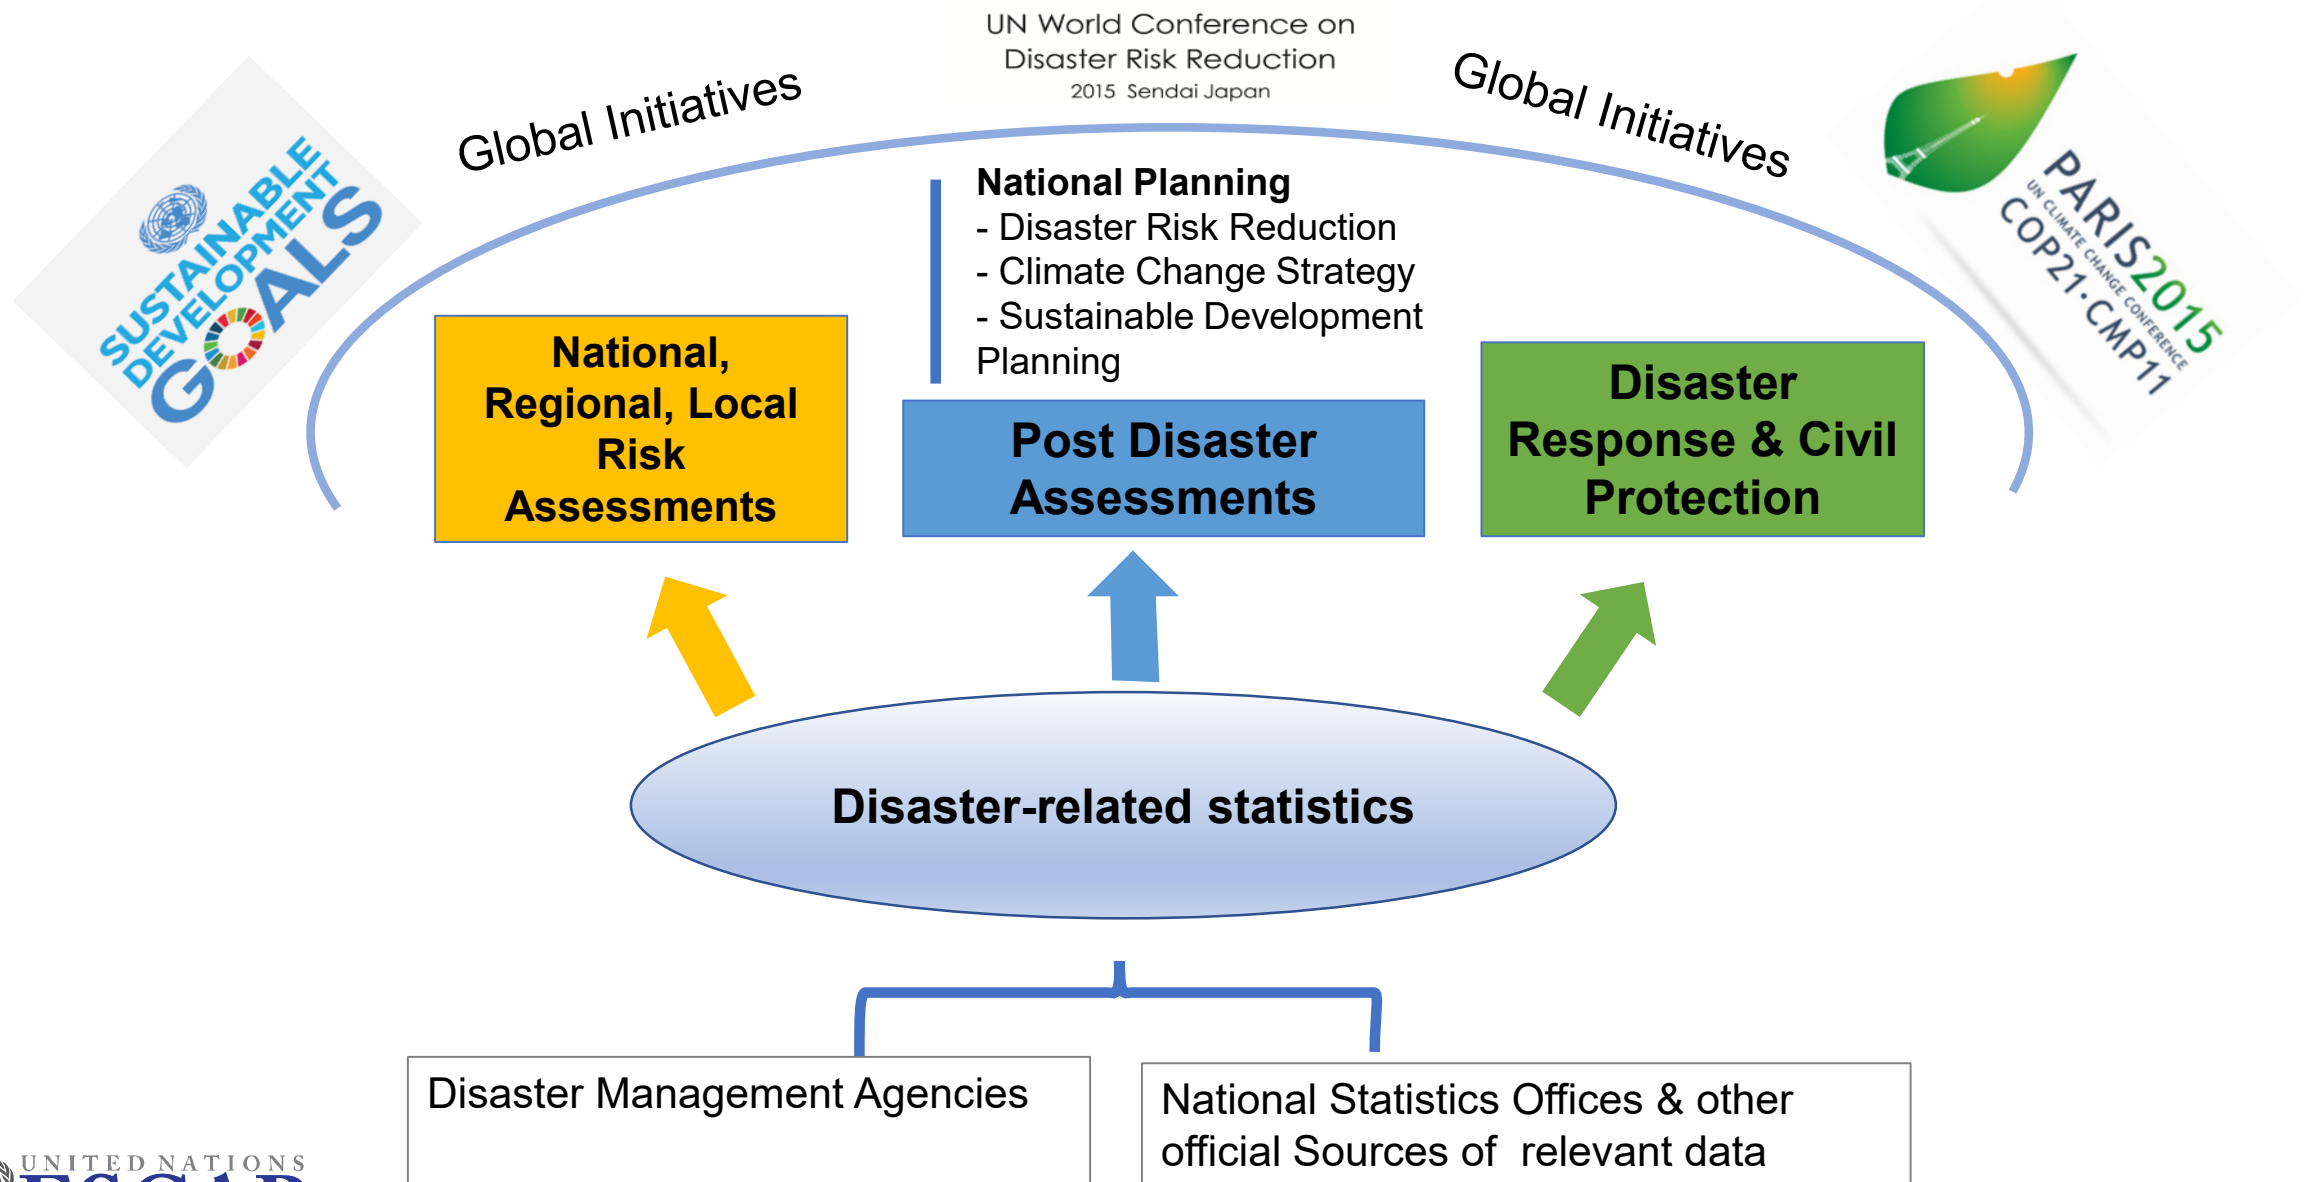 UN World Conference on
Disaster Risk Reduction
2015 Sendai Japan
Global Initiatives
Global Initiatives
SUSTAINABLE
DEVELOPMENT
GOALS
PARIS2015
UN CLIMATE CHANGE CONFERENCE
COP21·CMP11
National Planning
- Disaster Risk Reduction
- Climate Change Strategy
- Sustainable Development
Planning
National,
Regional, Local
Risk
Assessments
Post Disaster
Assessments
Disaster
Response & Civil
Protection
Disaster-related statistics
Disaster Management Agencies
National Statistics Offices & other
official Sources of  relevant data
UNITED NATIONS
ESCAP